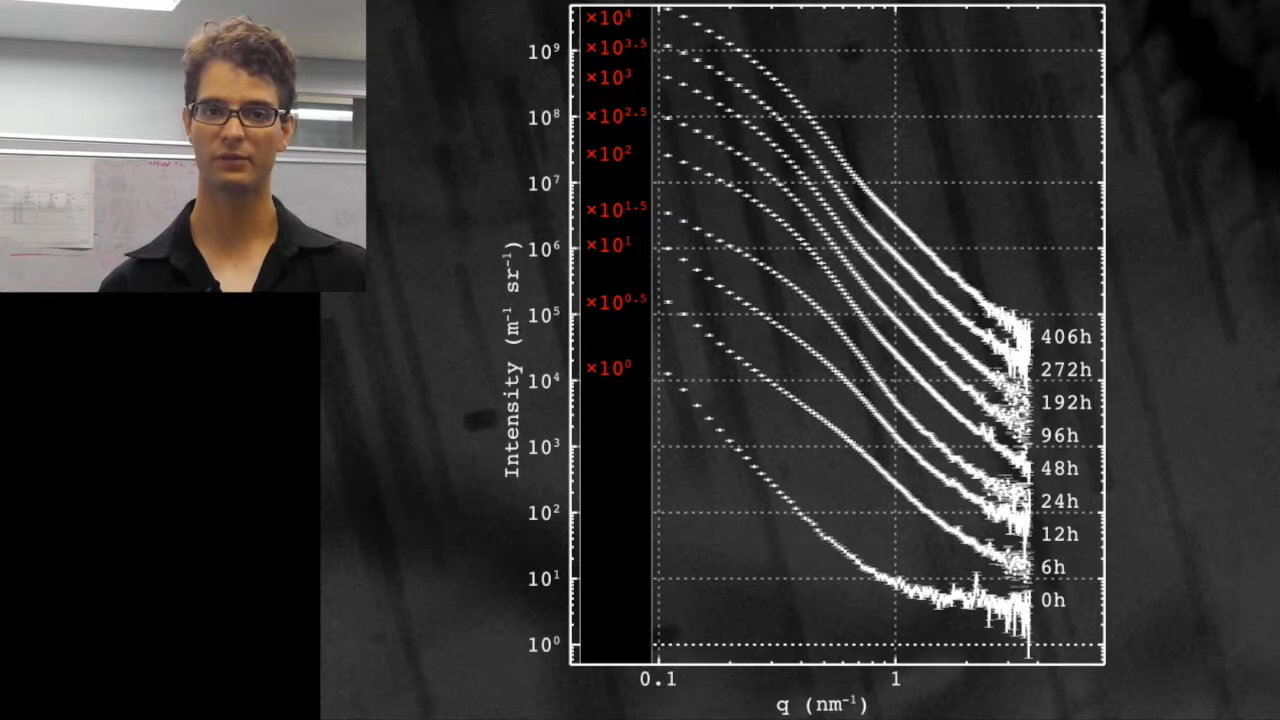 ×10⁴
×10³·⁵
×10³
×10²·⁵
×10²
×10¹·⁵
×10¹
×10⁰·⁵
×10⁰
10⁹
10⁸
10⁷
10⁶
10⁵
10⁴
10³
10²
10¹
10⁰
Intensity (m⁻¹ sr⁻¹)
406h
272h
192h
96h
48h
24h
12h
6h
0h
0.1
1
q (nm⁻¹)